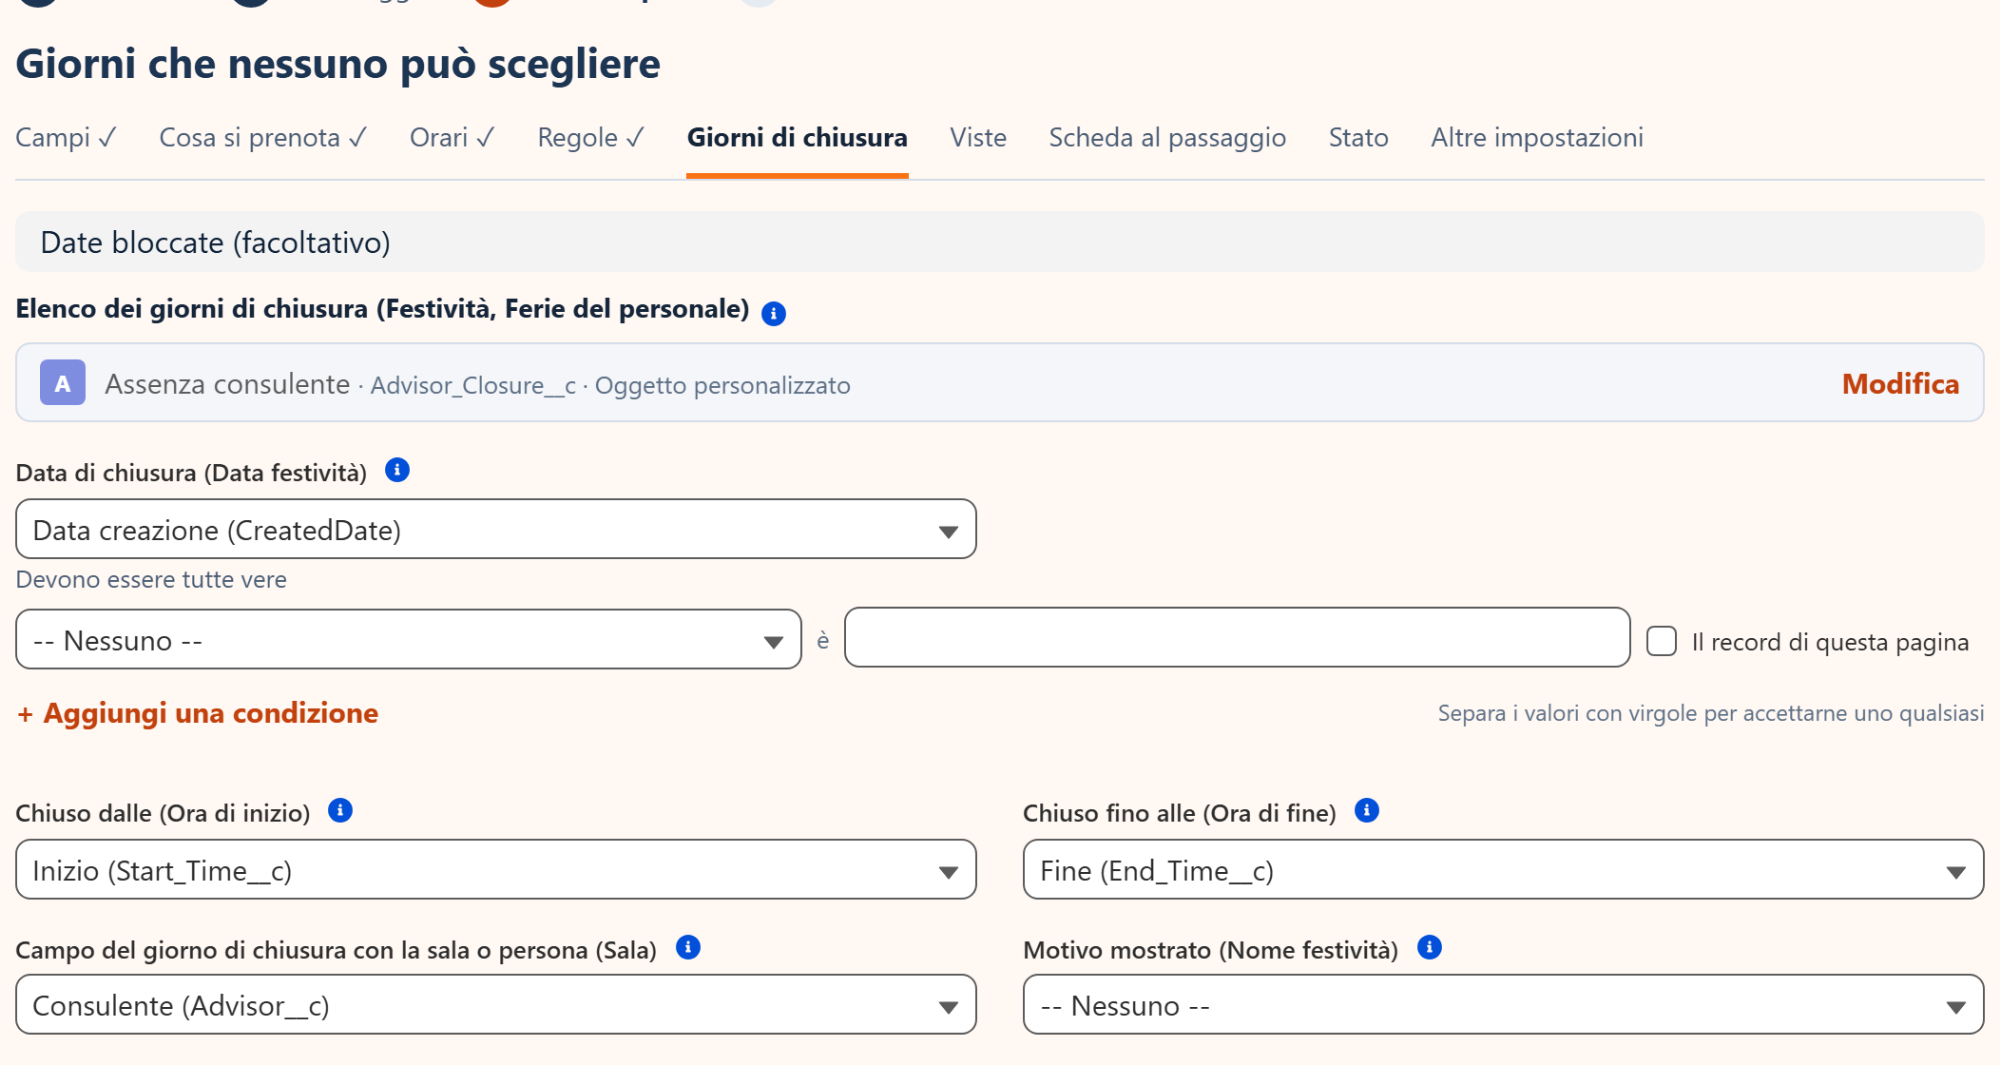 Giorni che nessuno può scegliere
Campi ✓ Cosa si prenota ✓ Orari ✓ Regole ✓ Giorni di chiusura Viste Scheda al passaggio Stato Altre impostazioni
Date bloccate (facoltativo)
Elenco dei giorni di chiusura (Festività, Ferie del personale)
A Assenza consulente · Advisor_Closure__c · Oggetto personalizzato Modifica
Data di chiusura (Data festività)
Data creazione (CreatedDate)
Devono essere tutte vere
-- Nessuno -- è Il record di questa pagina
+ Aggiungi una condizione Separa i valori con virgole per accettarne uno qualsiasi
Chiuso dalle (Ora di inizio) Chiuso fino alle (Ora di fine)
Inizio (Start_Time__c) Fine (End_Time__c)
Campo del giorno di chiusura con la sala o persona (Sala) Motivo mostrato (Nome festività)
Consulente (Advisor__c) -- Nessuno --